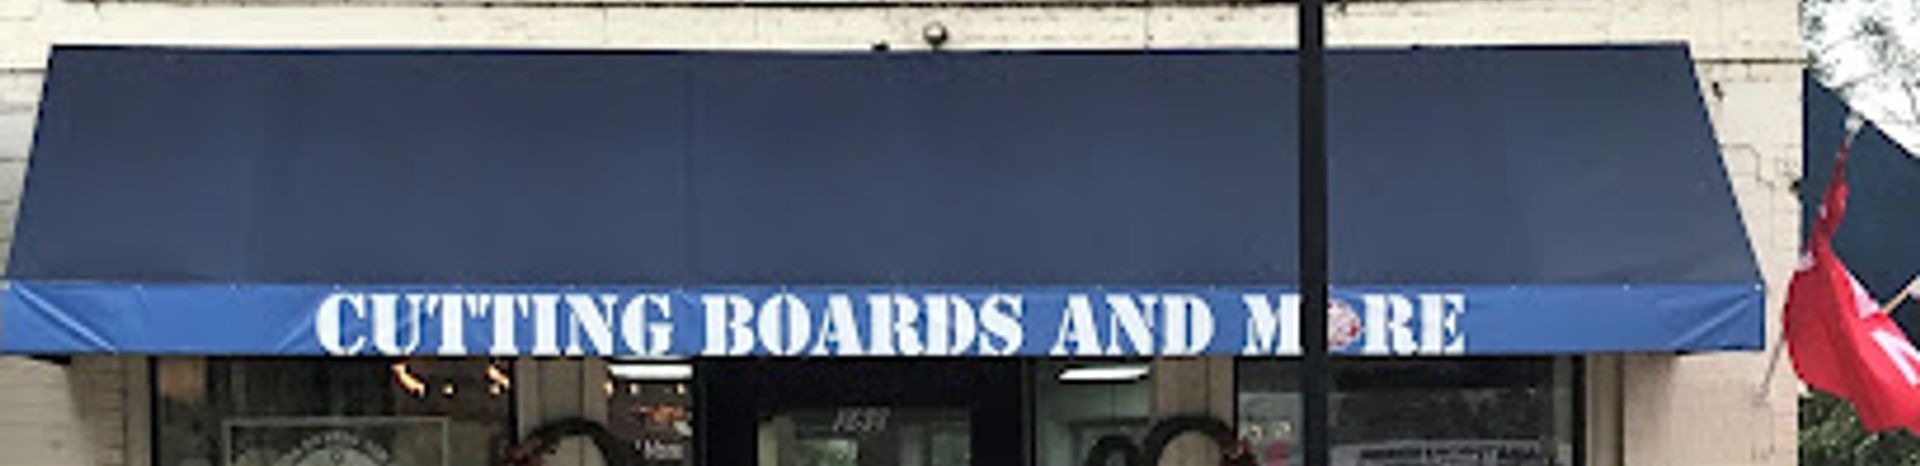 CUTTING BOARDS AND MORE